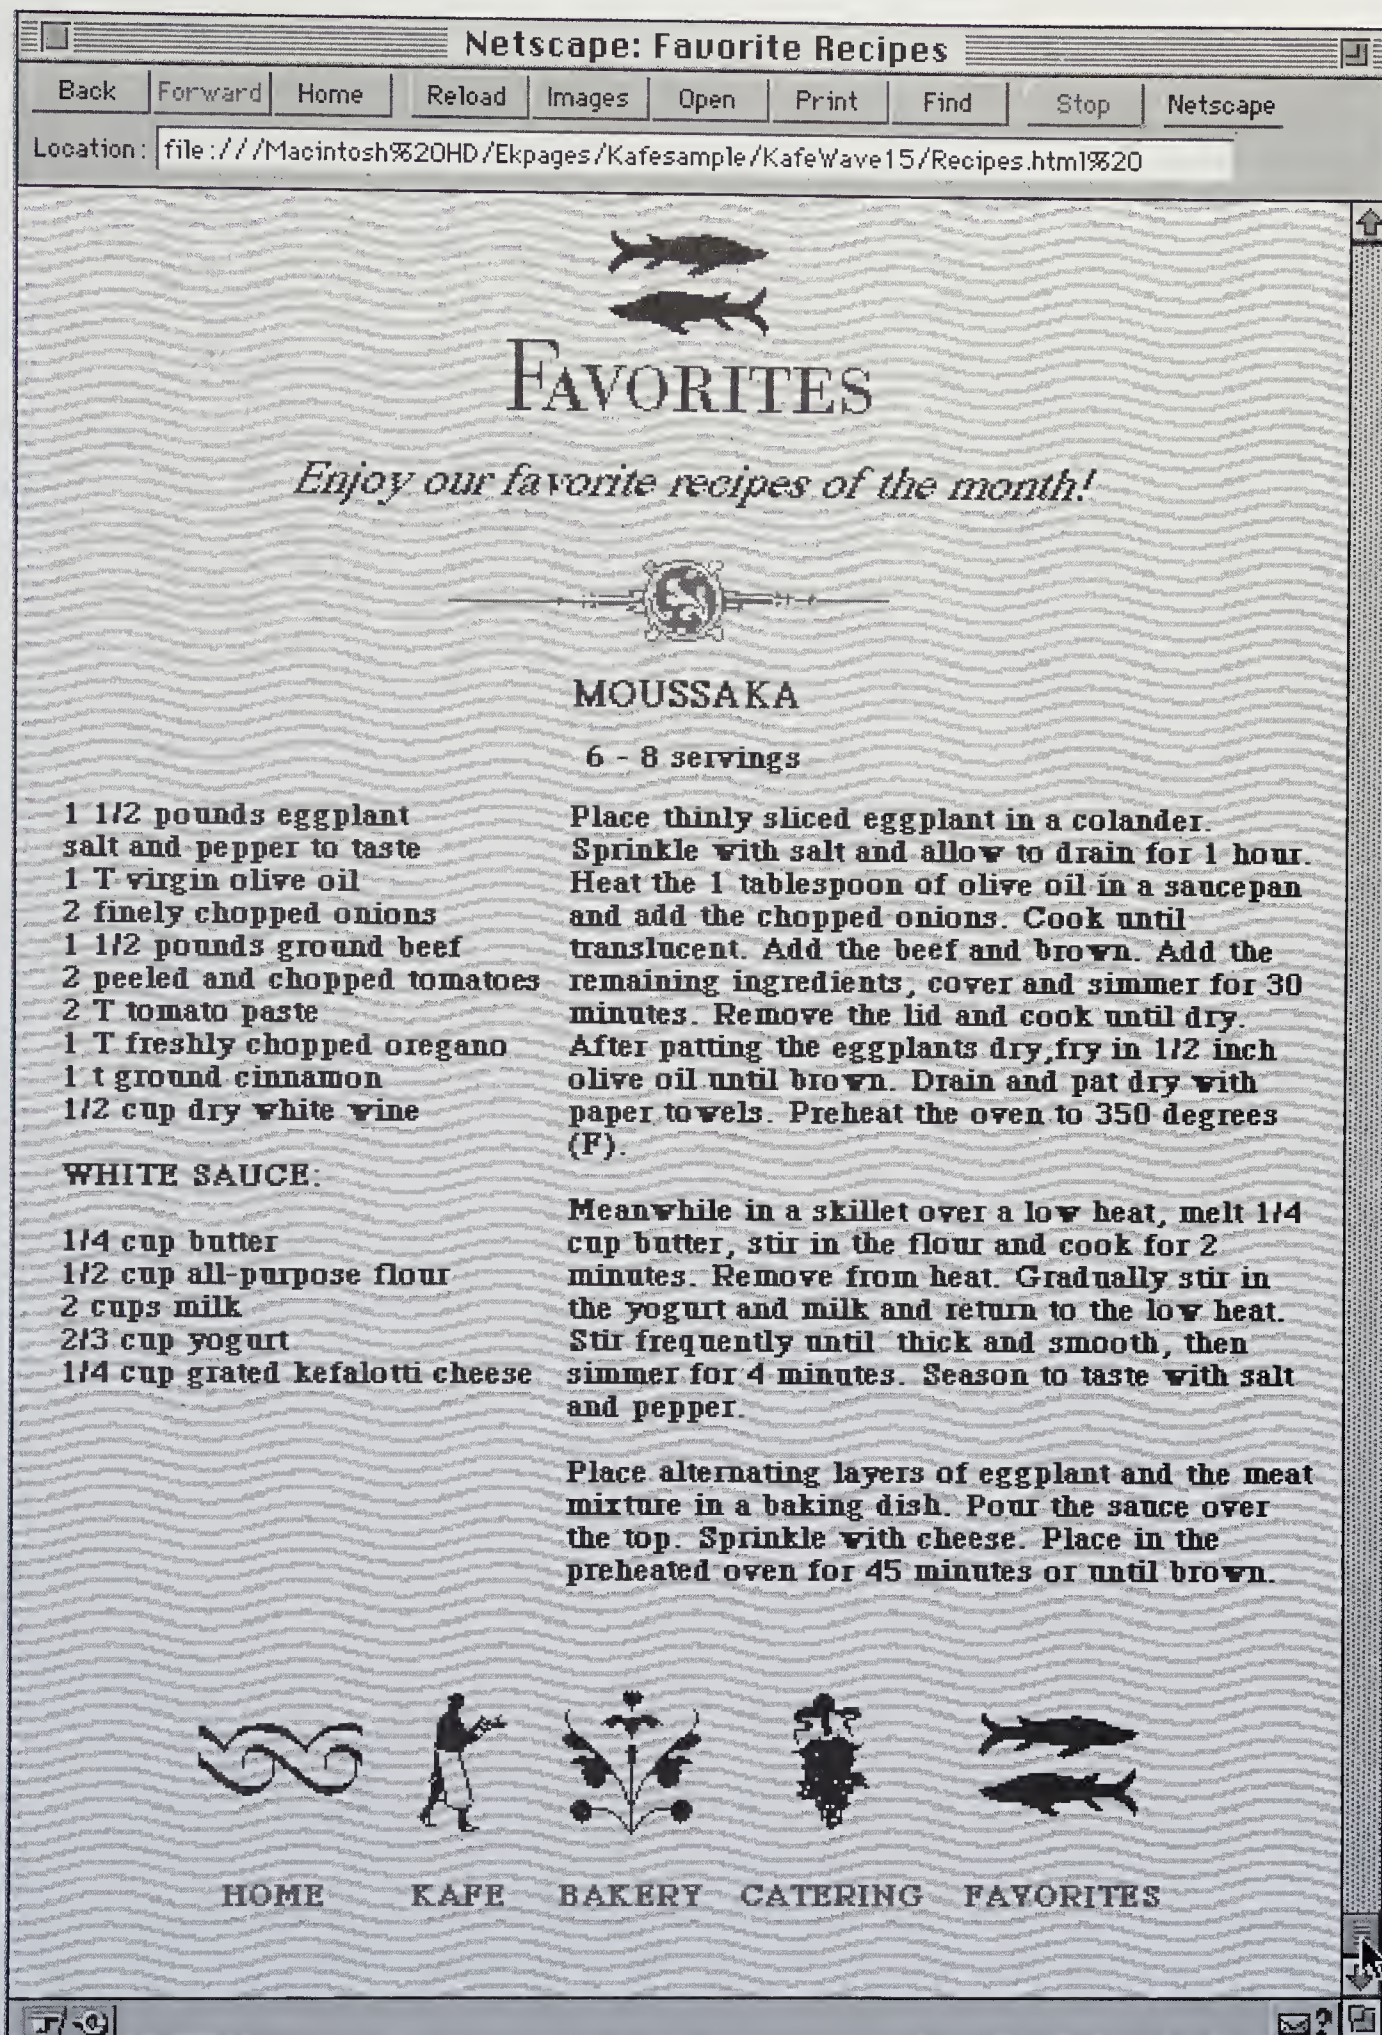 Netscape: Favorite Recipes
Back Forward Home Reload Images Open Print Find Stop Netscape
Location: file:///Macintosh%20HD/Ekpages/Kafesample/KafeWave15/Recipes.html%20
FAVORITES
Enjoy our favorite recipes of the month!
MOUSSAKA
6 - 8 servings
1 1/2 pounds eggplant
salt and pepper to taste
1 T virgin olive oil
2 finely chopped onions
1 1/2 pounds ground beef
2 peeled and chopped tomatoes
2 T tomato paste
1 T freshly chopped oregano
1 t ground cinnamon
1/2 cup dry white wine
WHITE SAUCE:
1/4 cup butter
1/2 cup all-purpose flour
2 cups milk
2/3 cup yogurt
1/4 cup grated kefalotti cheese
Place thinly sliced eggplant in a colander.
Sprinkle with salt and allow to drain for 1 hour.
Heat the 1 tablespoon of olive oil in a saucepan
and add the chopped onions. Cook until
translucent. Add the beef and brown. Add the
remaining ingredients, cover and simmer for 30
minutes. Remove the lid and cook until dry.
After patting the eggplants dry,fry in 1/2 inch
olive oil until brown. Drain and pat dry with
paper towels. Preheat the oven to 350 degrees
(F).
Meanwhile in a skillet over a low heat, melt 1/4
cup butter, stir in the flour and cook for 2
minutes. Remove from heat. Gradually stir in
the yogurt and milk and return to the low heat.
Stir frequently until thick and smooth, then
simmer for 4 minutes. Season to taste with salt
and pepper.
Place alternating layers of eggplant and the meat
mixture in a baking dish. Pour the sauce over
the top. Sprinkle with cheese. Place in the
preheated oven for 45 minutes or until brown.
HOME KAFE BAKERY CATERING FAVORITES
?